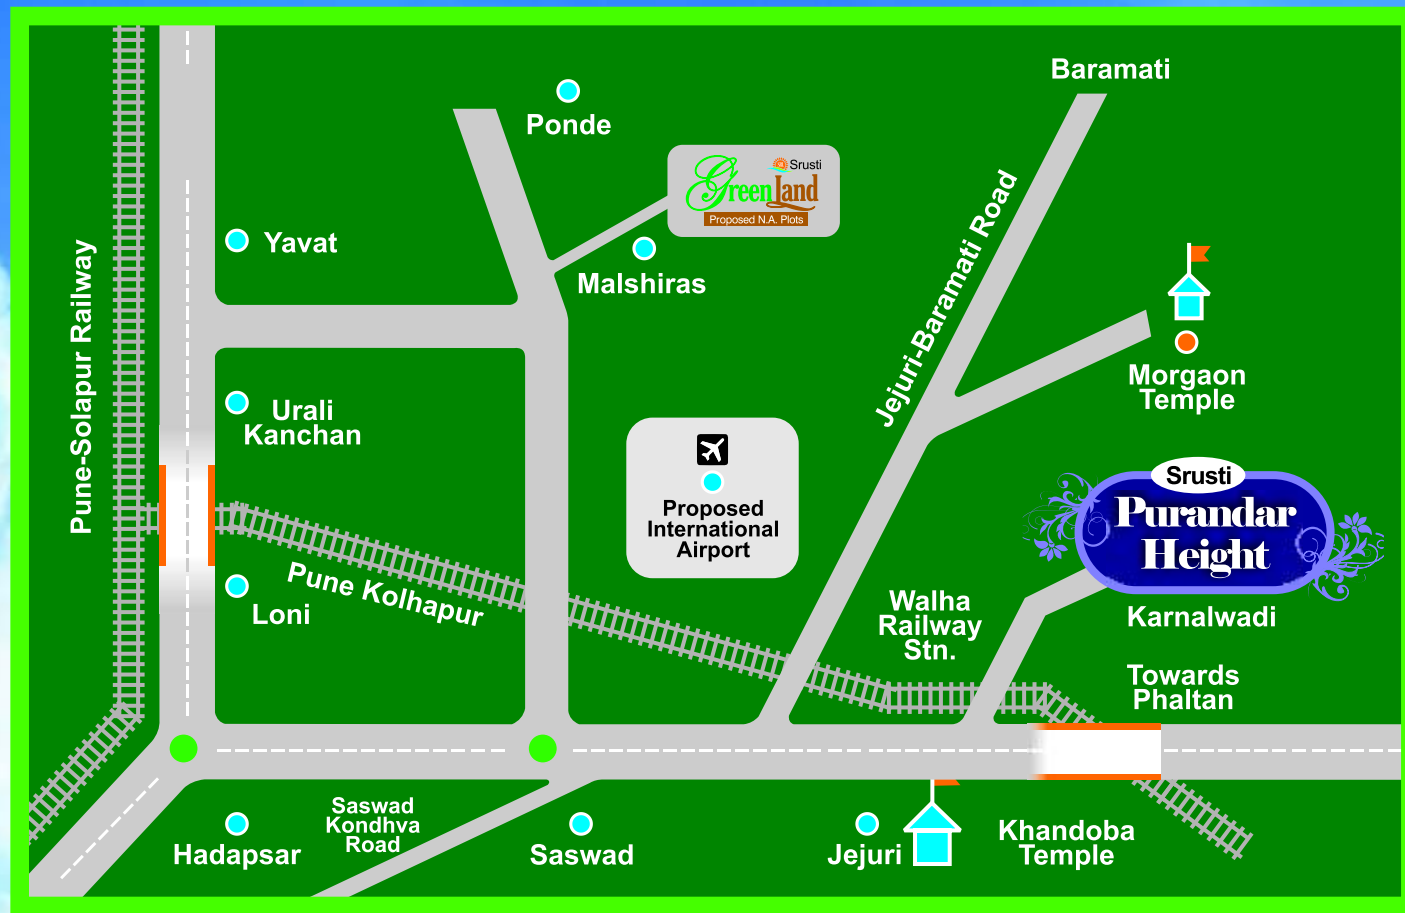 Baramati
Ponde
Srusti
Green Land
Proposed N.A. Plots
Yavat
Malshiras
Jejuri-Baramati Road
Pune-Solapur Railway
Morgaon
Temple
Urali
Kanchan
Srusti
Purandar
Height
Proposed
International
Airport
Pune Kolhapur
Loni
Walha
Railway
Stn.
Karnalwadi
Towards
Phaltan
Saswad
Kondhva
Road
Hadapsar
Saswad
Jejuri
Khandoba
Temple